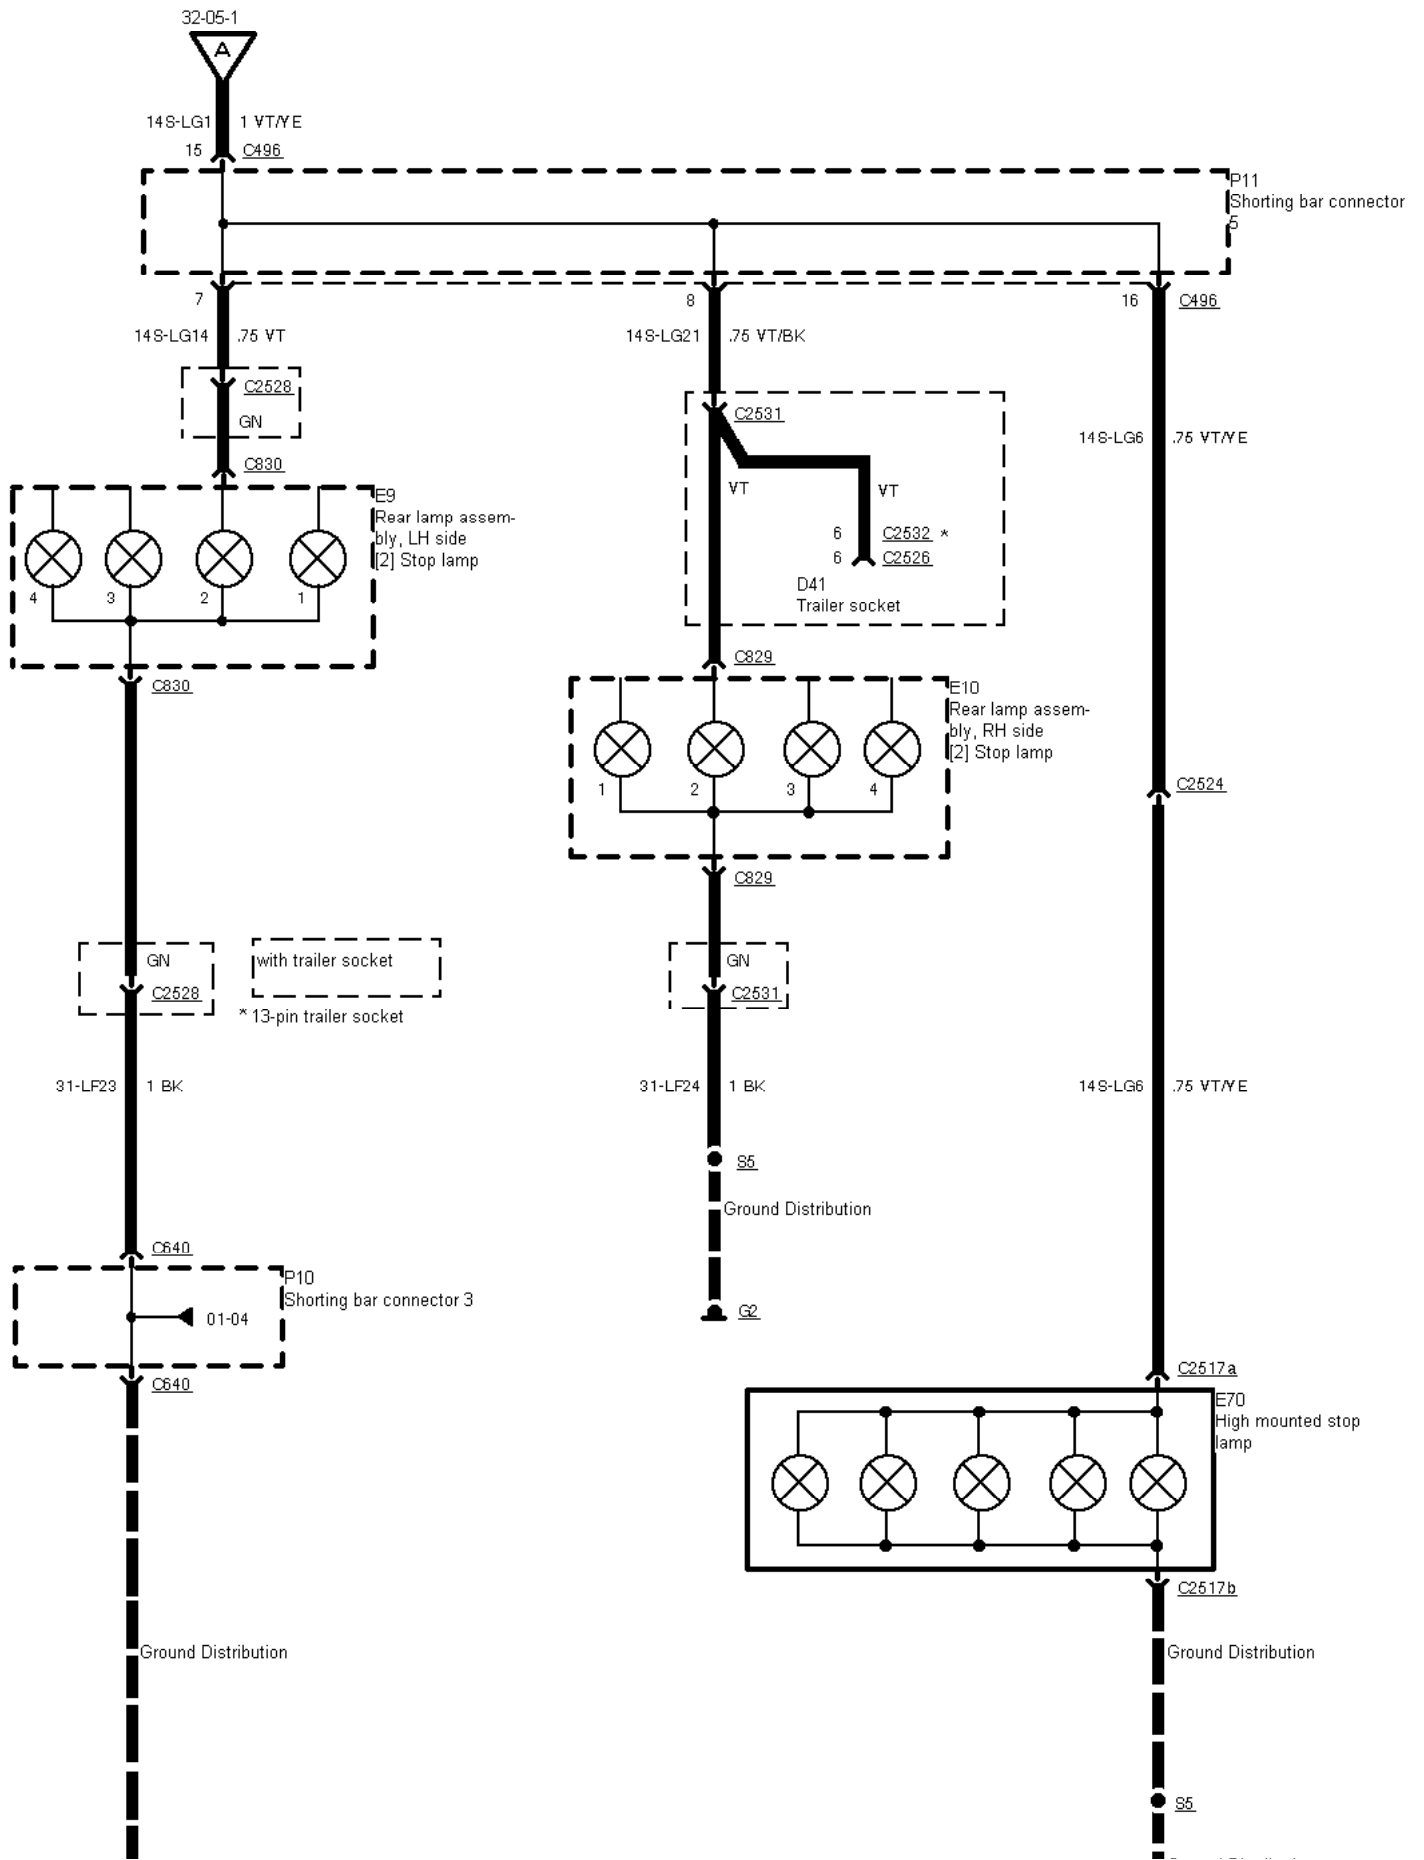 32-05-1
A
14S-LG1 1 VT/YE
15 C496
P11
Shorting bar connector
5
7 8 16 C496
14S-LG14 .75 VT 14S-LG21 .75 VT/BK
C2528
GN
C2531
14S-LG6 .75 VT/YE
C830
VT VT
E9
Rear lamp assem-
bly, LH side
[2] Stop lamp
6 C2532 *
6 C2526
D41
Trailer socket
4 3 2 1
C829
C830
E10
Rear lamp assem-
bly, RH side
[2] Stop lamp
1 2 3 4
C2524
C829
GN with trailer socket GN
C2528 C2531
* 13-pin trailer socket
31-LF23 1 BK 31-LF24 1 BK 14S-LG6 .75 VT/YE
S5
Ground Distribution
C640
P10
Shorting bar connector 3
01-04
G2
C640
C2517a
E70
High mounted stop
lamp
C2517b
Ground Distribution Ground Distribution
S5